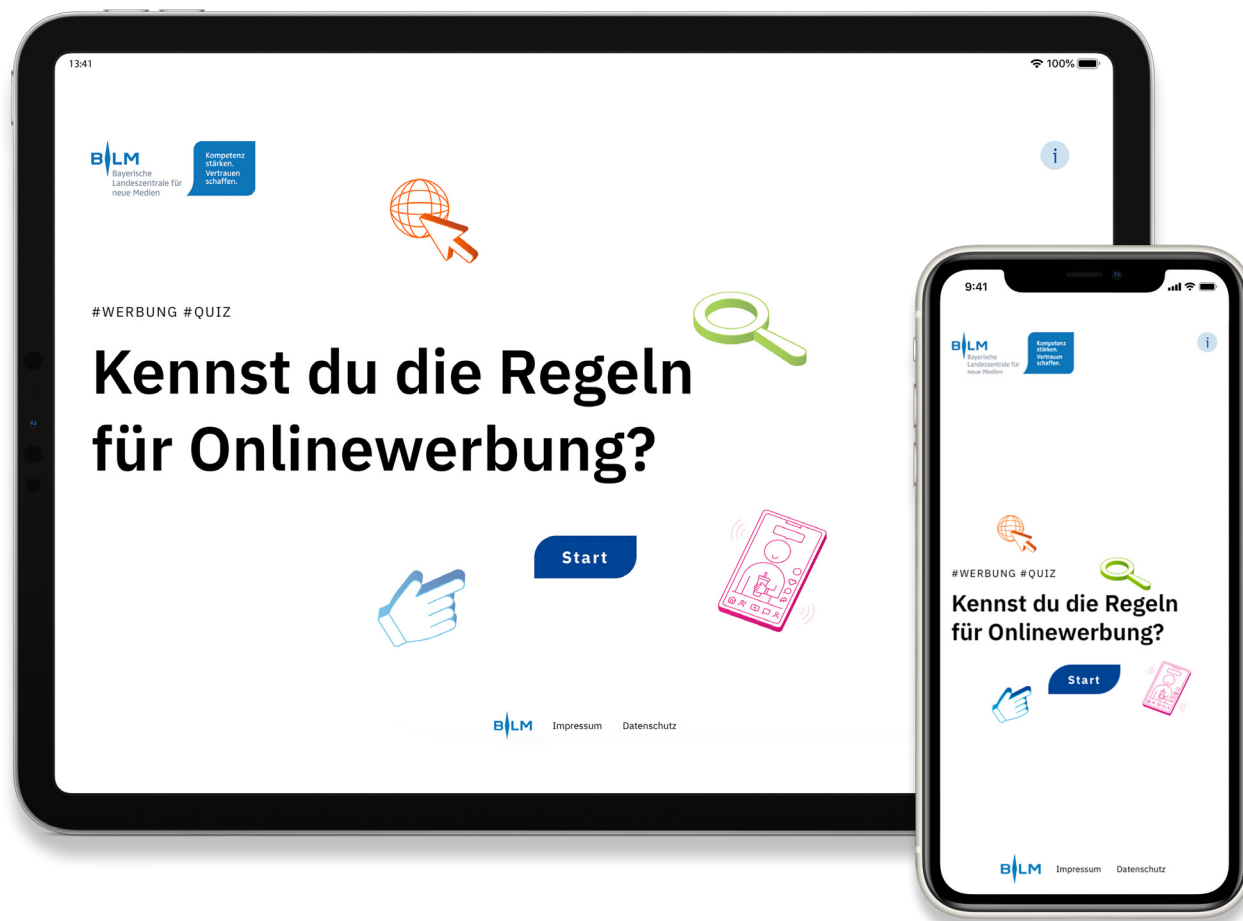 13:41
100%
BLM
Bayerische
Landeszentrale für
neue Medien
Kompetenz
stärken.
Vertrauen
schaffen.
i
#WERBUNG #QUIZ
Kennst du die Regeln
für Onlinewerbung?
Start
BLM Impressum Datenschutz
9:41
BLM
Bayerische
Landeszentrale für
neue Medien
Kompetenz
stärken.
Vertrauen
schaffen.
i
#WERBUNG #QUIZ
Kennst du die Regeln
für Onlinewerbung?
Start
BLM Impressum Datenschutz